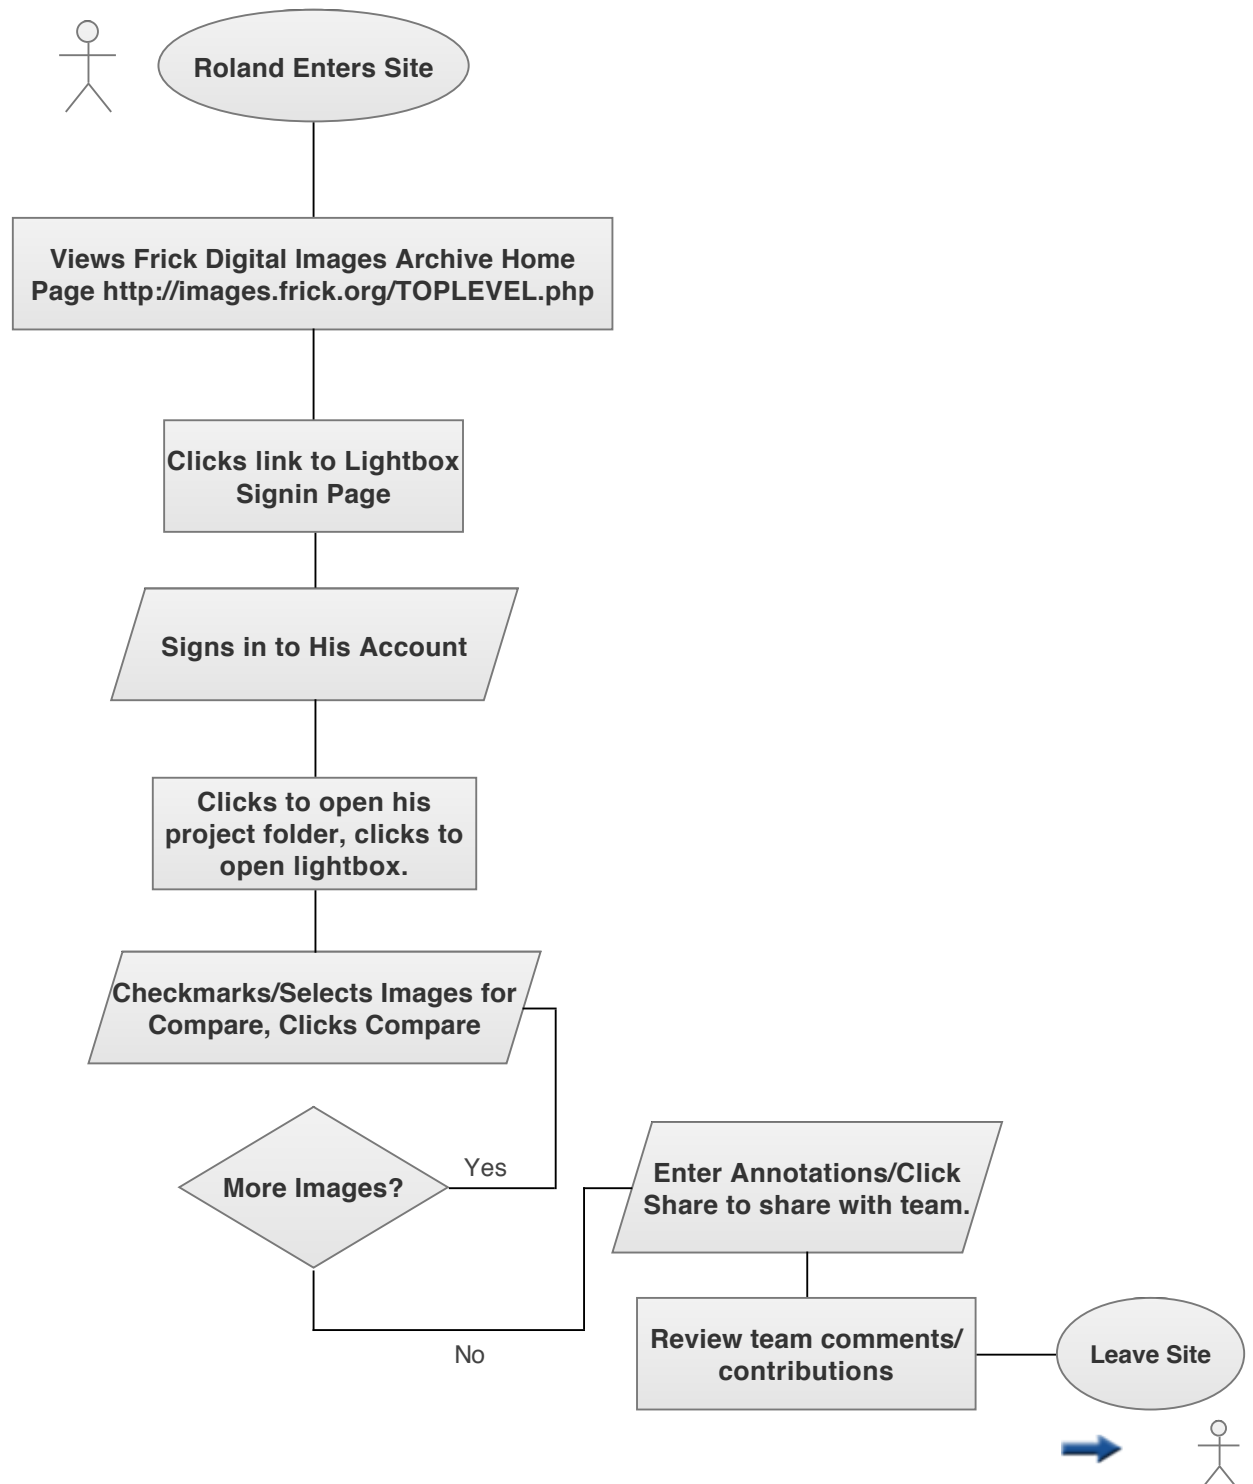 Roland Enters Site
Views Frick Digital Images Archive Home
Page http://images.frick.org/TOPLEVEL.php
Clicks link to Lightbox
Signin Page
Signs in to His Account
Clicks to open his
project folder, clicks to
open lightbox.
Checkmarks/Selects Images for
Compare, Clicks Compare
More Images?
Yes
No
Enter Annotations/Click
Share to share with team.
Review team comments/
contributions
Leave Site